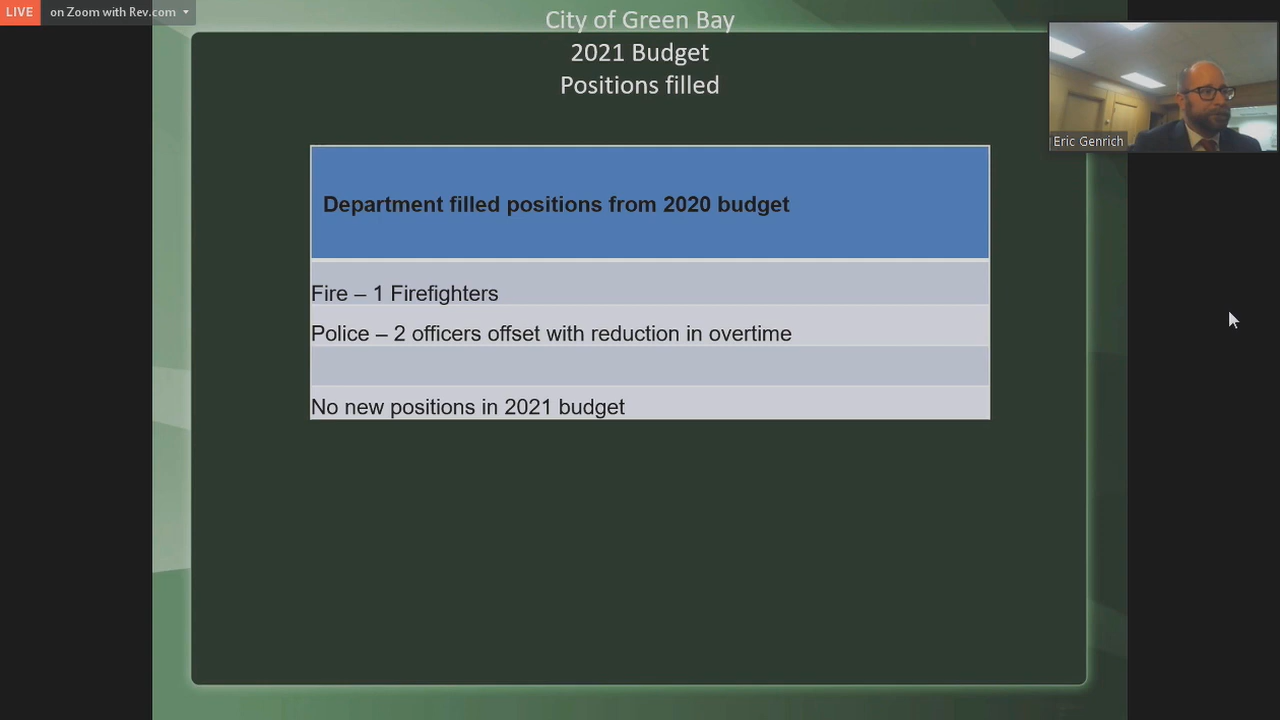 LIVE on Zoom with Rev.com
City of Green Bay
2021 Budget
Positions filled
Eric Genrich
Department filled positions from 2020 budget
Fire – 1 Firefighters
Police – 2 officers offset with reduction in overtime
No new positions in 2021 budget